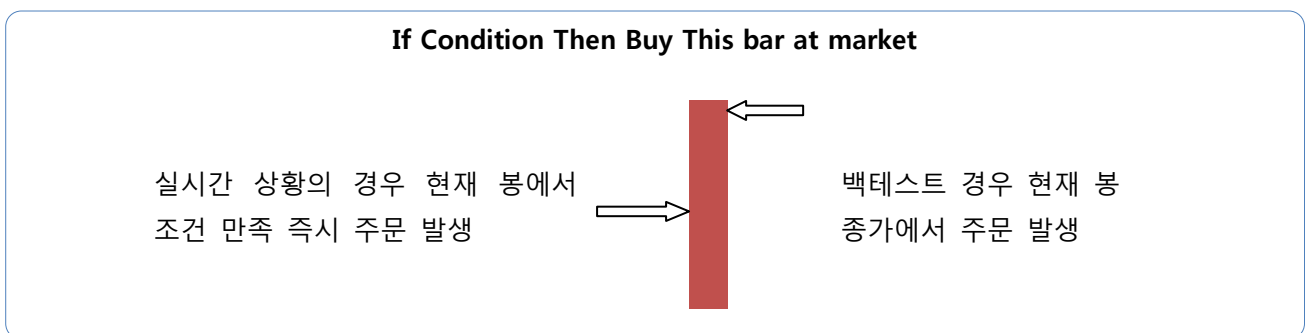 If Condition Then Buy This bar at market
실시간 상황의 경우 현재 봉에서
조건 만족 즉시 주문 발생
백테스트 경우 현재 봉
종가에서 주문 발생